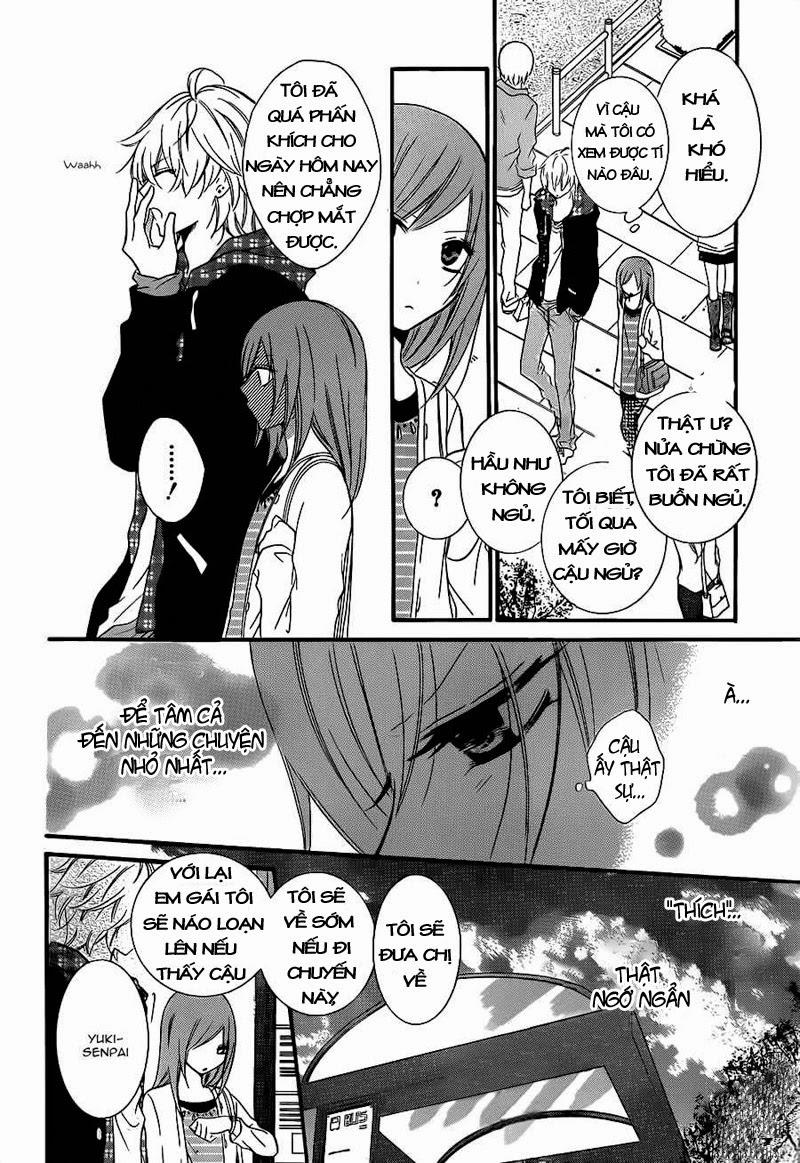 KHÁ
LÀ
KHÓ
HIỂU.
VÌ CẬU
MÀ TÔI CÓ
XEM ĐƯỢC TÍ
NÀO ĐÂU.
THẬT Ư?
NỬA CHỪNG
TÔI ĐÃ RẤT
BUỒN NGỦ.
TÔI BIẾT,
TỐI QUA
MẤY GIỜ
CẬU NGỦ?
HẦU NHƯ
KHÔNG
NGỦ.
?
TÔI ĐÃ
QUÁ PHẤN
KHÍCH CHO
NGÀY HÔM NAY
NÊN CHẲNG
CHỢP MẮT
ĐƯỢC.
Waahh
......!
À...
CẬU
ẤY THẬT
SỰ...
ĐỂ TÂM CẢ
ĐẾN NHỮNG CHUYỆN
NHỎ NHẤT...
"THÍCH"...
THẬT
NGỚ NGẨN
TÔI SẼ
ĐƯA CHỊ
VỀ
TÔI SẼ
VỀ SỚM
NẾU ĐI
CHUYẾN
NÀY.
VỚI LẠI
EM GÁI TÔI
SẼ NÁO LOẠN
LÊN NẾU
THẤY CẬU
YUKI-
SENPAI
BUS